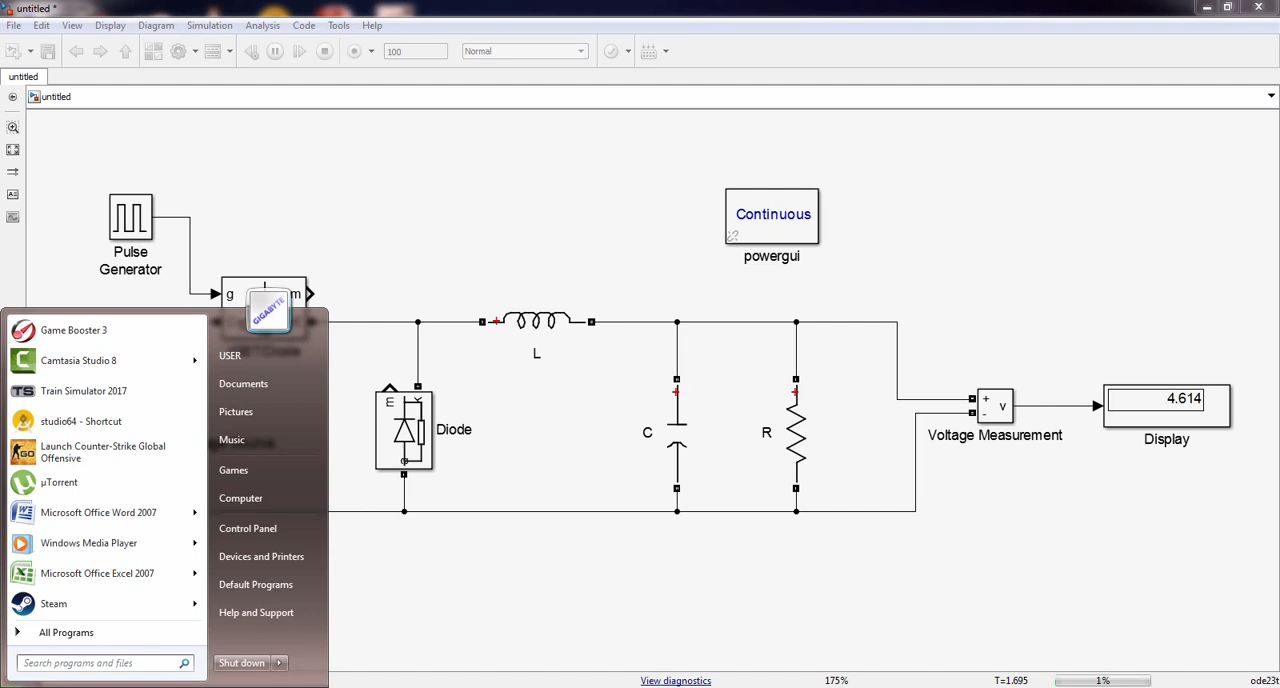 untitled *
File Edit View Display Diagram Simulation Analysis Code Tools Help
100 Normal
untitled
untitled
Pulse
Generator
g m
Continuous
powergui
L
m k
a
Diode
C
R
+ v
-
Voltage Measurement
4.614
Display
GIGABYTE
Game Booster 3
Camtasia Studio 8
Train Simulator 2017
studio64 - Shortcut
Launch Counter-Strike Global
Offensive
µTorrent
Microsoft Office Word 2007
Windows Media Player
Microsoft Office Excel 2007
Steam
All Programs
Search programs and files
USER
Documents
Pictures
Music
Games
Computer
Control Panel
Devices and Printers
Default Programs
Help and Support
Shut down
View diagnostics 175% T=1.695 1% ode23t